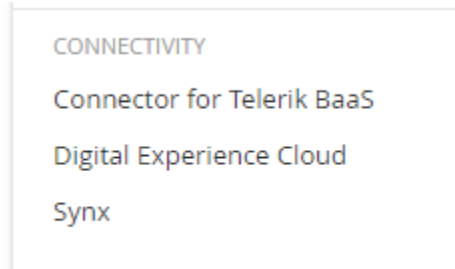 CONNECTIVITY
Connector for Telerik BaaS
Digital Experience Cloud
Synx